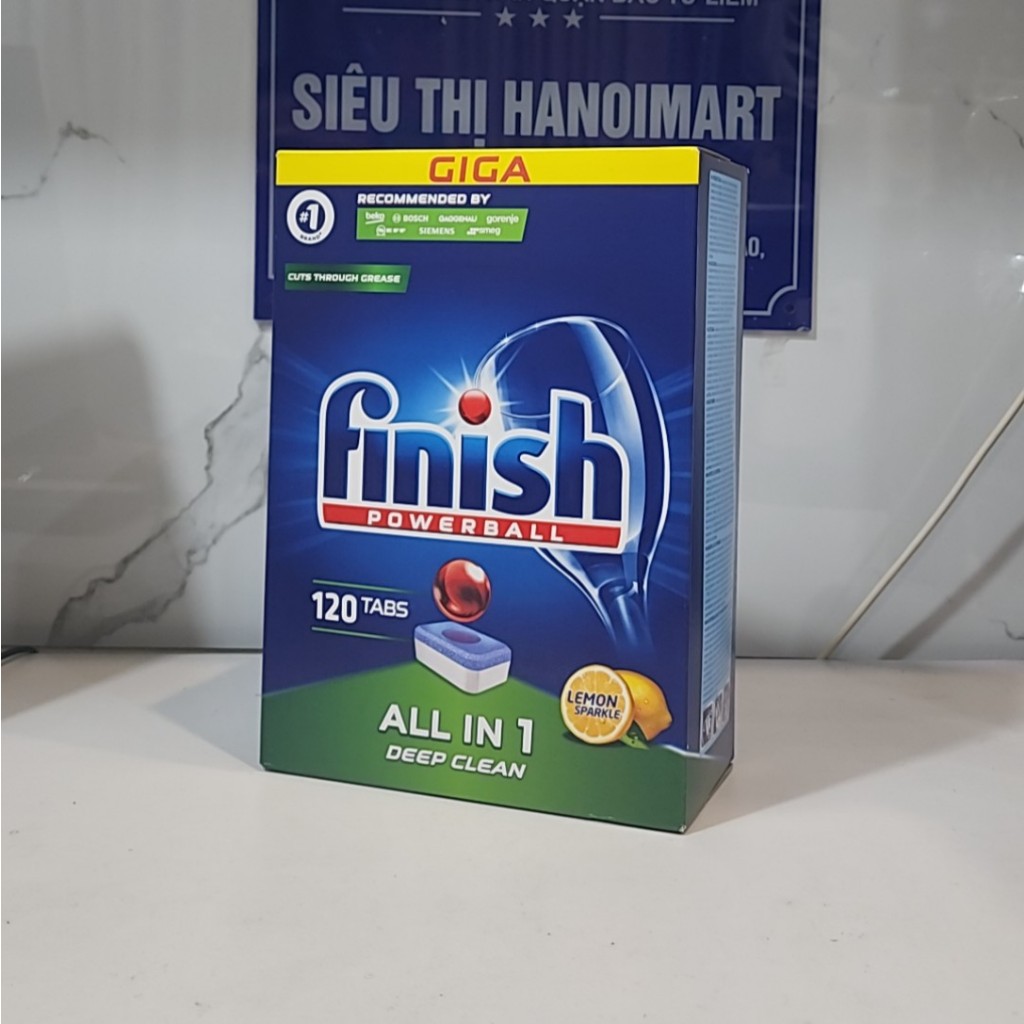 SIÊU THỊ HANOIMART
GIGA
#1
BRAND*
RECOMMENDED BY
beko BOSCH GAGGENAU gorenje
NEFF SIEMENS smeg
CUTS THROUGH GREASE
finish
POWERBALL
120 TABS
LEMON
SPARKLE
ALL IN 1
DEEP CLEAN